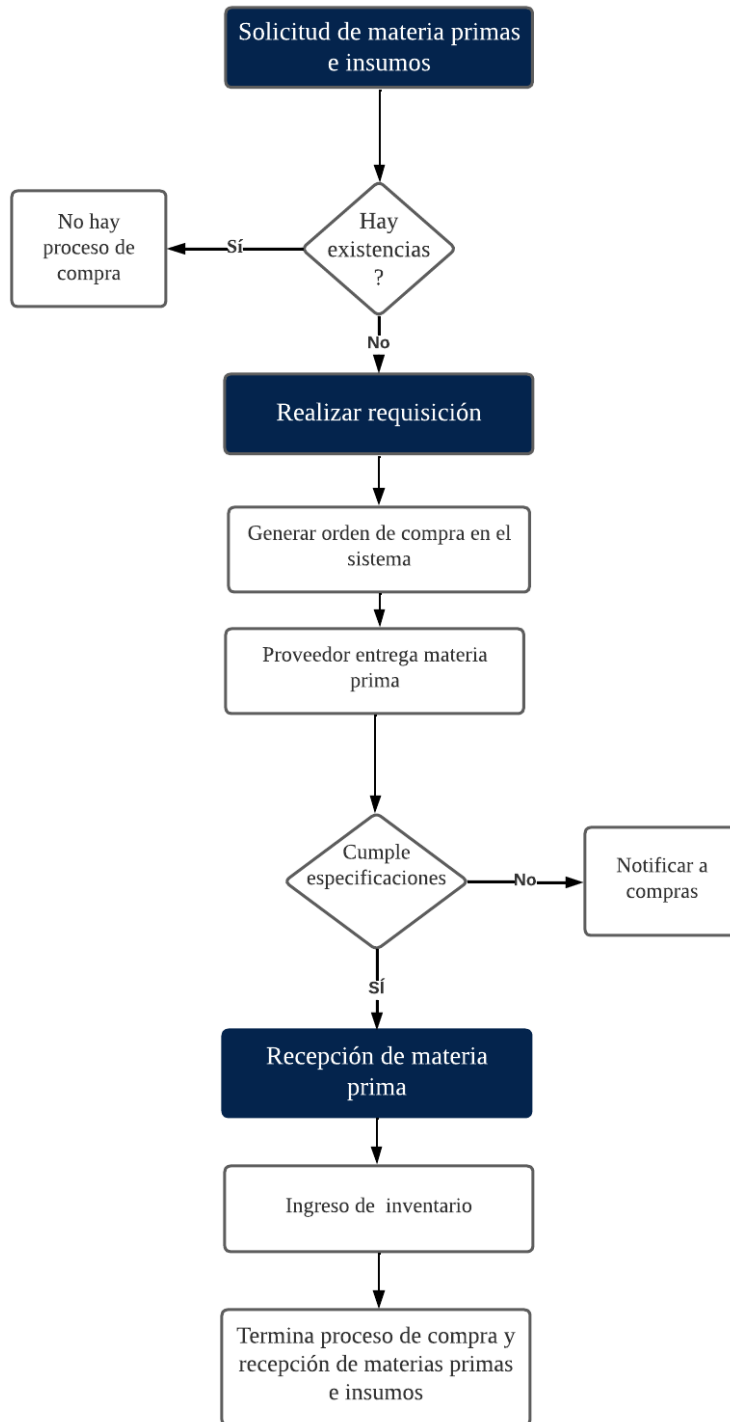 Solicitud de materia primas
e insumos
Hay
existencias
?
Sí
No hay
proceso de
compra
No
Realizar requisición
Generar orden de compra en el
sistema
Proveedor entrega materia
prima
Cumple
especificaciones
No
Notificar a
compras
SÍ
Recepción de materia
prima
Ingreso de  inventario
Termina proceso de compra y
recepción de materias primas
e insumos